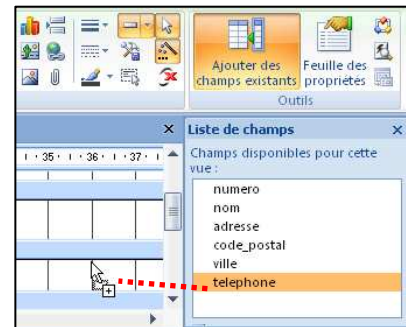 Ajouter des
champs existants
Feuille des
propriétés
Outils
Liste de champs
Champs disponibles pour cette
vue :
35 36 37
numero
nom
adresse
code_postal
ville
telephone